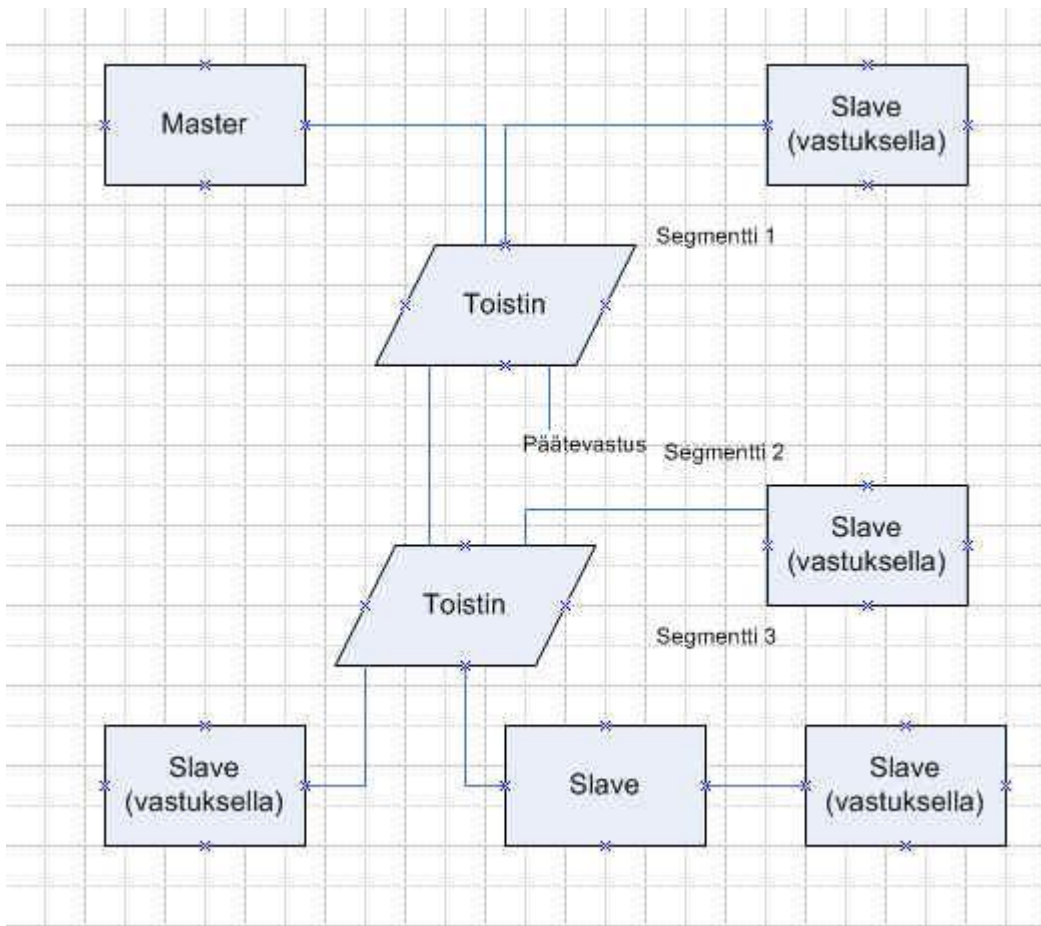 Master
Slave
(vastuksella)
Segmentti 1
Toistin
Päätevastus
Segmentti 2
Slave
(vastuksella)
Toistin
Segmentti 3
Slave
(vastuksella)
Slave
Slave
(vastuksella)